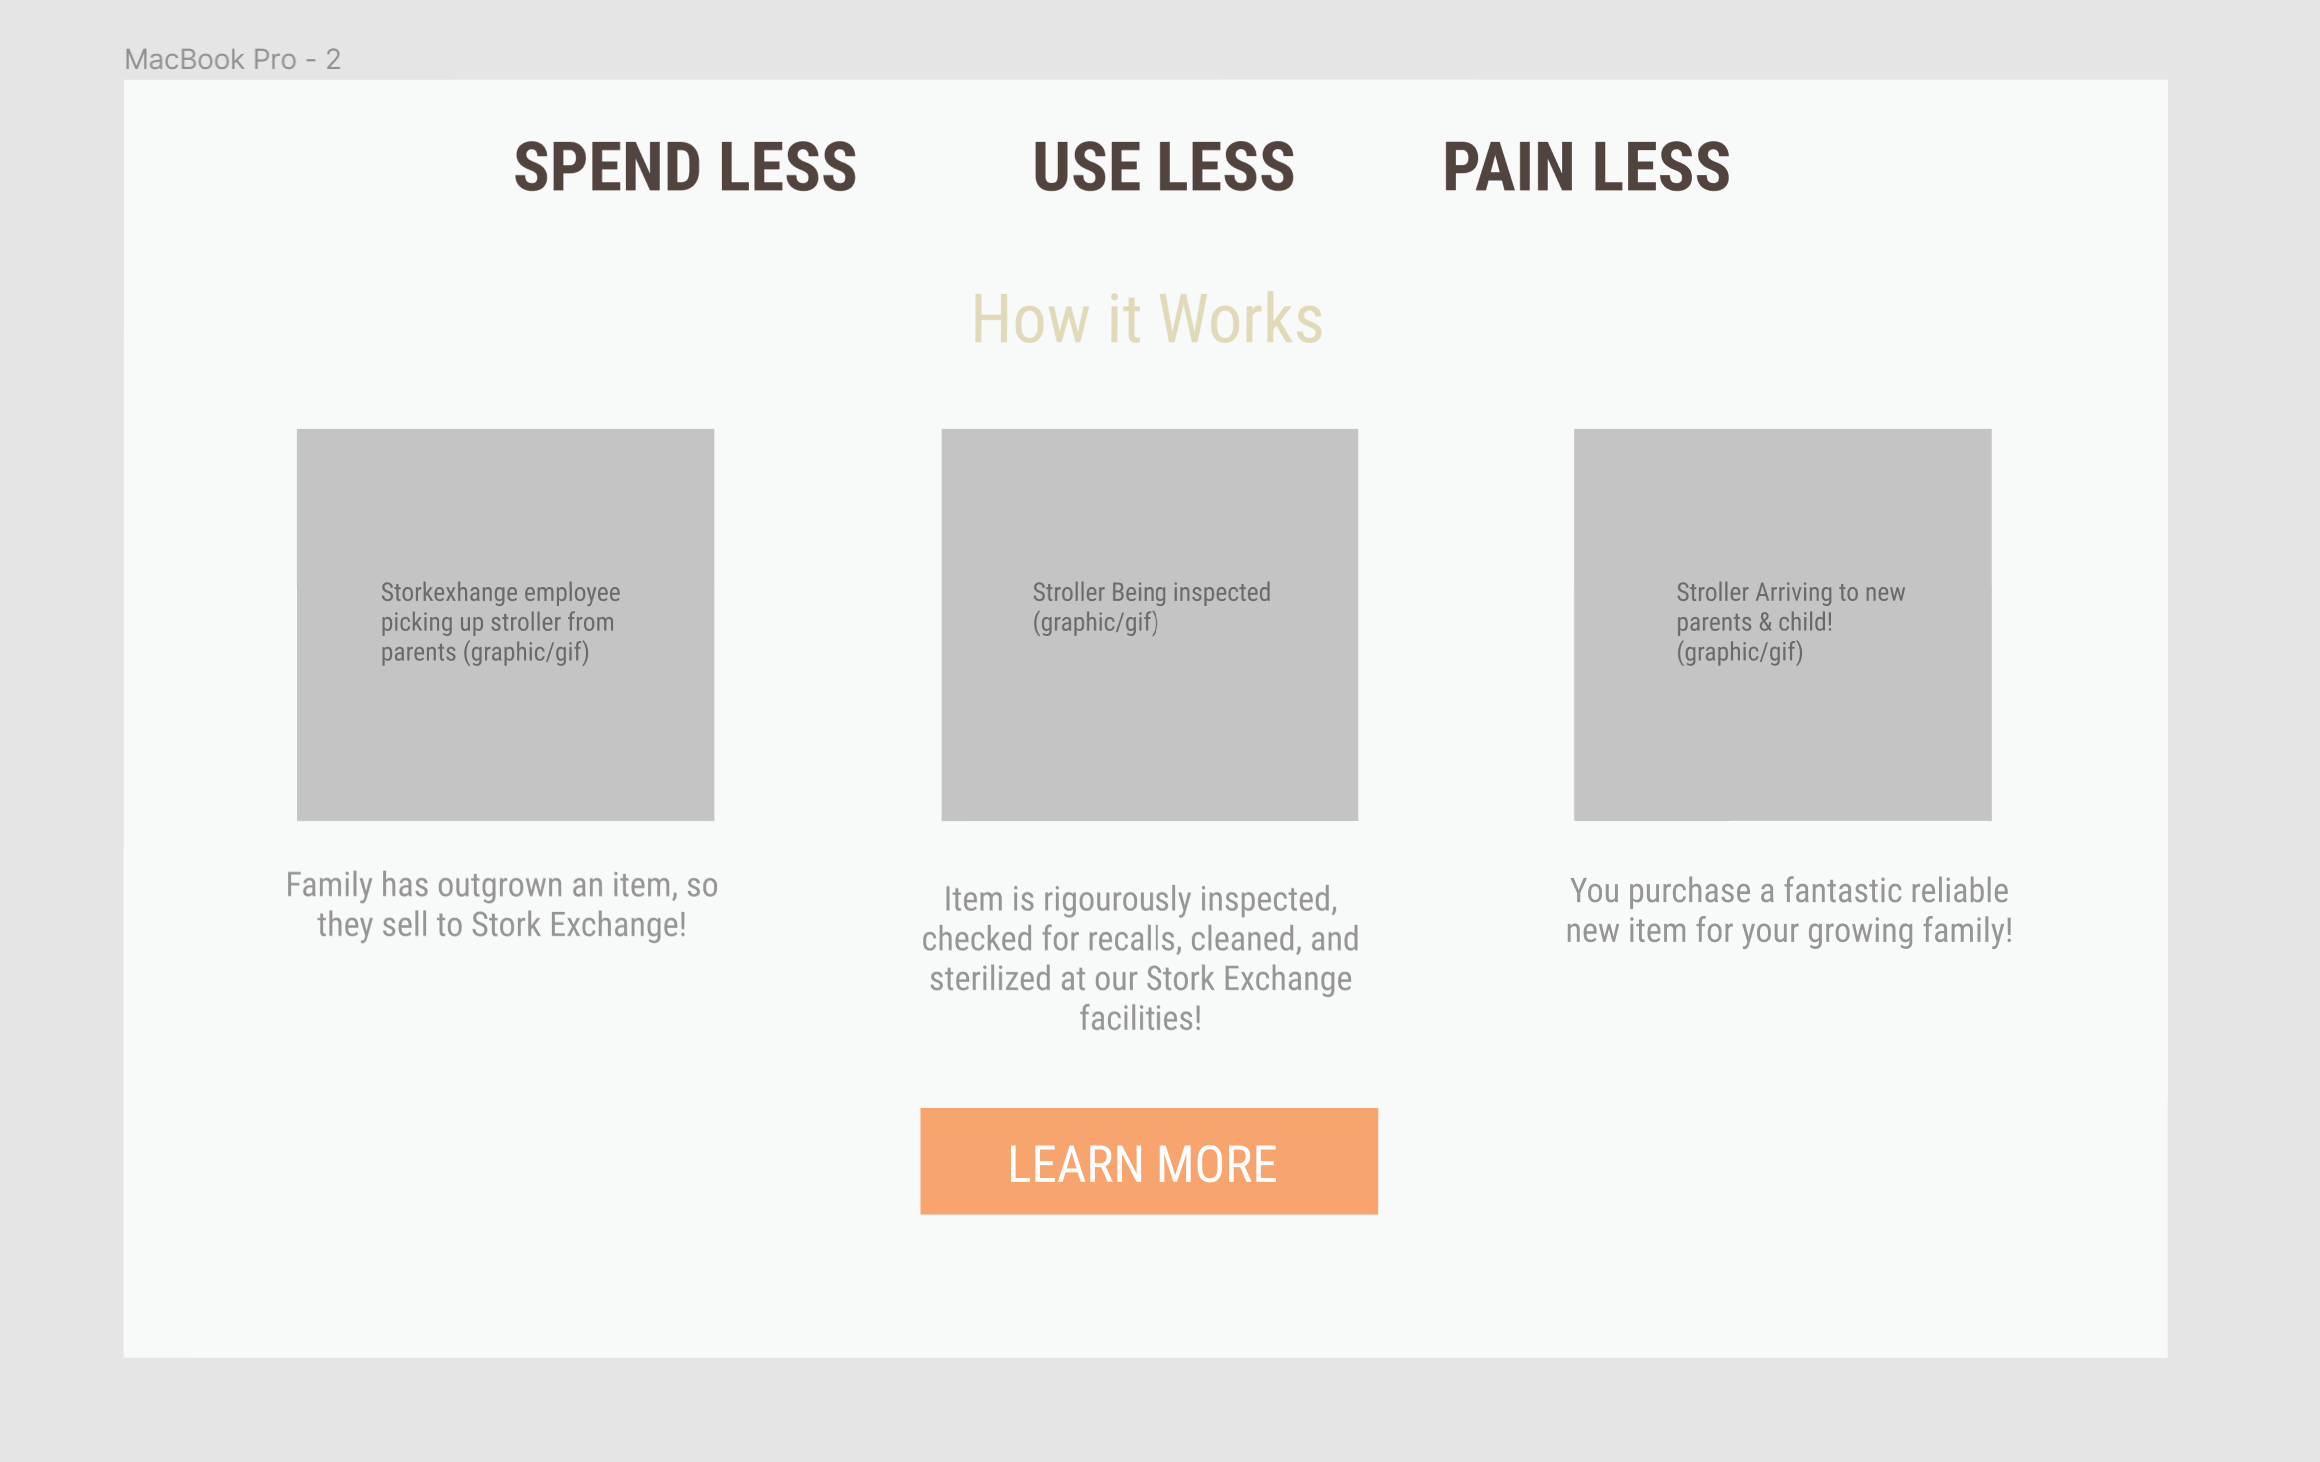 MacBook Pro - 2
SPEND LESS
USE LESS
PAIN LESS
How it Works
Storkexhange employee
picking up stroller from
parents (graphic/gif)
Stroller Being inspected
(graphic/gif)
Stroller Arriving to new
parents & child!
(graphic/gif)
Family has outgrown an item, so
they sell to Stork Exchange!
Item is rigourously inspected,
checked for recalls, cleaned, and
sterilized at our Stork Exchange
facilities!
You purchase a fantastic reliable
new item for your growing family!
LEARN MORE